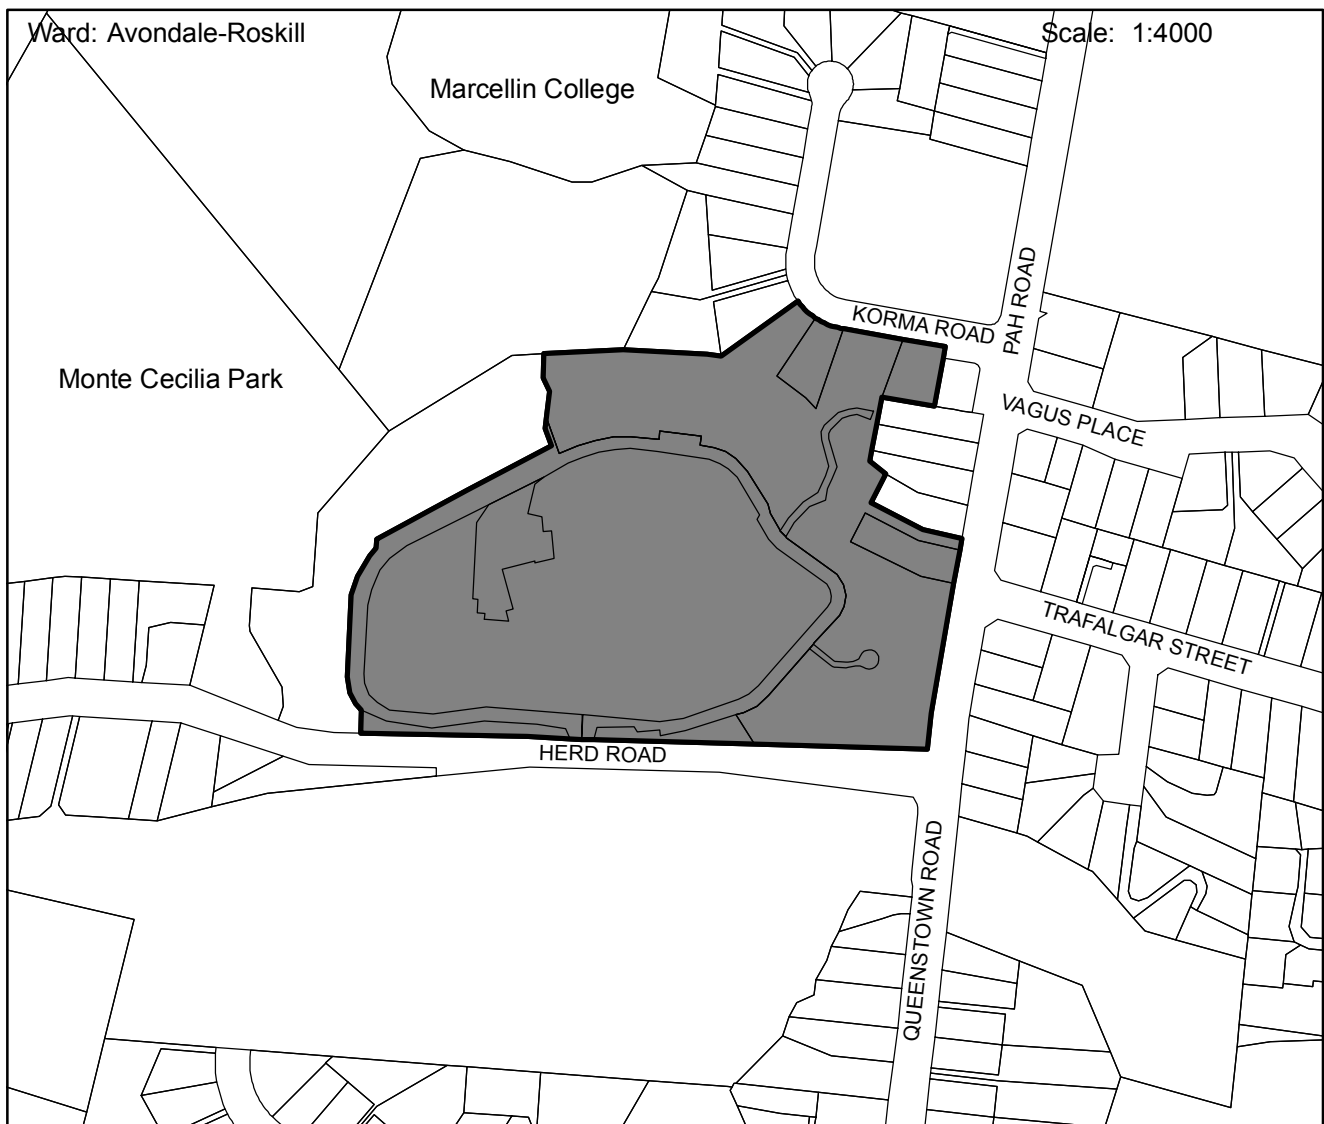 Ward: Avondale-Roskill
Scale: 1:4000
Marcellin College
PAH ROAD
KORMA ROAD
Monte Cecilia Park
VAGUS PLACE
TRAFALGAR STREET
HERD ROAD
QUEENSTOWN ROAD